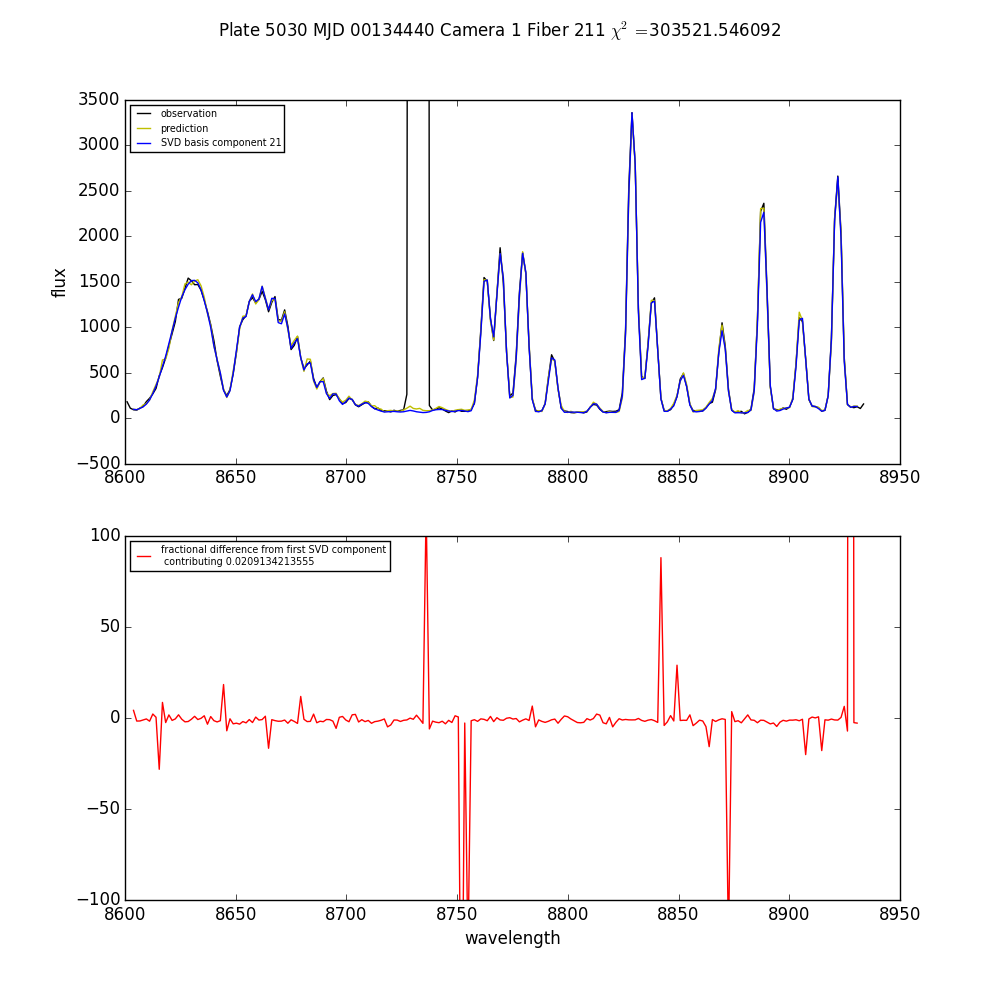 Plate 5030 MJD 00134440 Camera 1 Fiber 211 χ² =303521.546092
3500
3000
2500
2000
1500
1000
500
0
−500
flux
observation
prediction
SVD basis component 21
8600 8650 8700 8750 8800 8850 8900 8950
100
50
0
−50
−100
fractional difference from first SVD component
contributing 0.0209134213555
8600 8650 8700 8750 8800 8850 8900 8950
wavelength